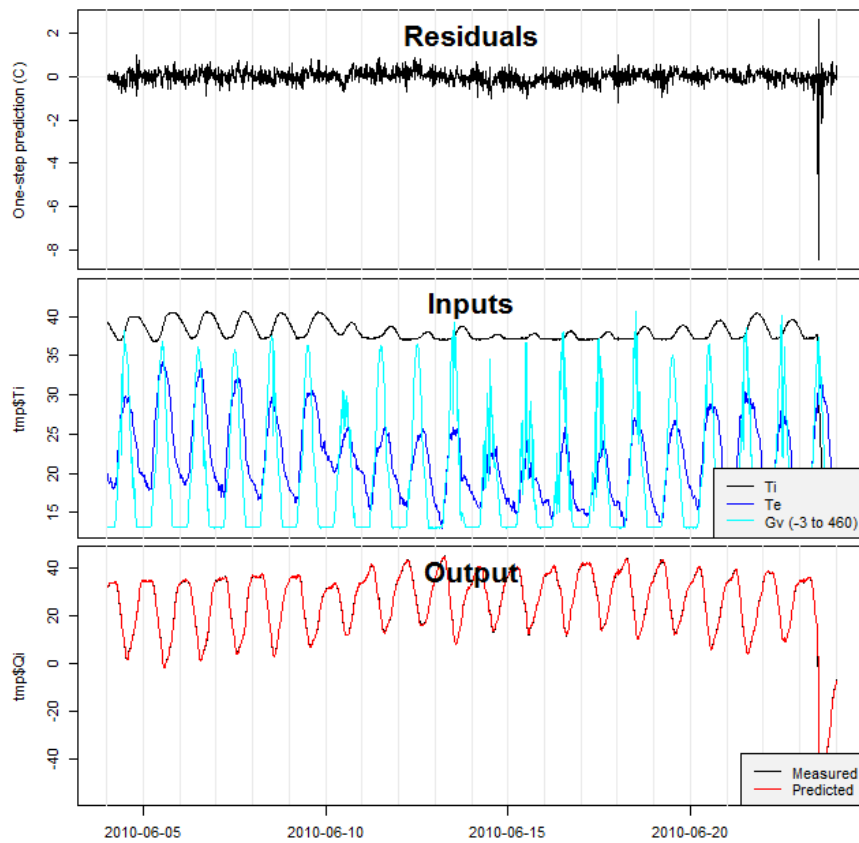 Residuals
One-step prediction (C)
2
0
-2
-4
-6
-8
Inputs
tmp$Ti
40
35
30
25
20
15
Ti
Te
Gv (-3 to 460)
Output
tmp$Qi
40
20
0
-20
-40
Measured
Predicted
2010-06-05 2010-06-10 2010-06-15 2010-06-20